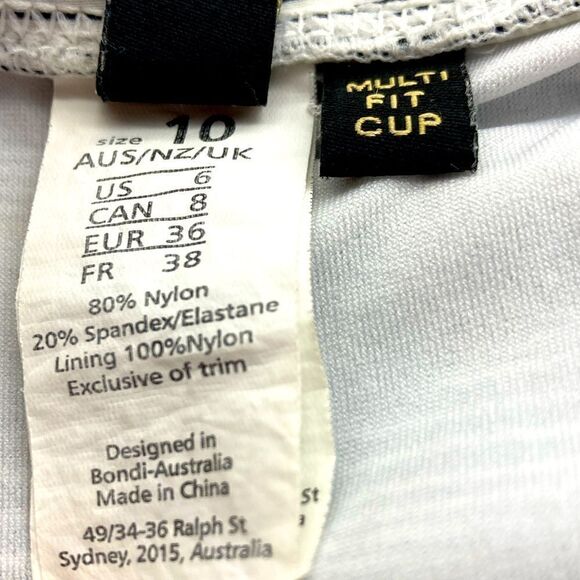 MULTI
FIT
CUP
size 10
AUS/NZ/UK
US 6
CAN 8
EUR 36
FR 38
80% Nylon
20% Spandex/Elastane
Lining 100%Nylon
Exclusive of trim
Designed in
Bondi-Australia
Made in China
49/34-36 Ralph St
Sydney, 2015, Australia
St